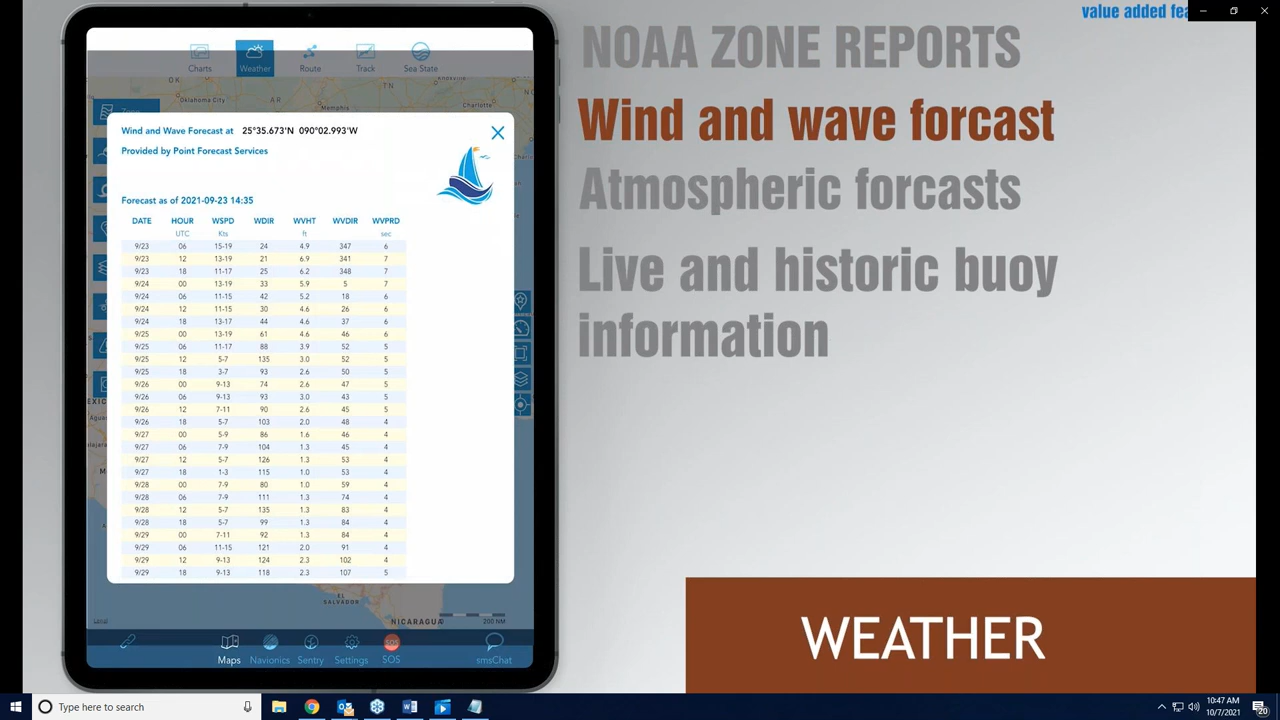 value added fea
NOAA ZONE REPORTS
Wind and wave forcast
Atmospheric forcasts
Live and historic buoy
information
WEATHER
Charts Weather Route Track Sea State
OK
TN
Knoxville
Oklahoma City AR Memphis Charlotte
Wind and Wave Forecast at 25°35.673'N 090°02.993'W
Provided by Point Forecast Services
Forecast as of 2021-09-23 14:35
DATE HOUR WSPD WDIR WVHT WVDIR WVPRD
UTC Kts ft sec
9/23 06 15-19 24 4.9 347 6
9/23 12 13-19 21 6.9 341 7
9/23 18 11-17 25 6.2 348 7
9/24 00 13-19 33 5.9 5 7
9/24 06 11-15 42 5.2 18 6
9/24 12 11-15 30 4.6 26 6
9/24 18 13-17 44 4.6 37 6
9/25 00 13-19 61 4.6 46 6
9/25 06 11-17 88 3.9 52 5
9/25 12 5-7 135 3.0 52 5
9/25 18 3-7 93 2.6 50 5
9/26 00 9-13 74 2.6 47 5
9/26 06 9-13 93 3.0 43 5
9/26 12 7-11 90 2.6 45 5
9/26 18 5-7 103 2.0 48 4
9/27 00 5-9 86 1.6 46 4
9/27 06 7-9 104 1.3 45 4
9/27 12 5-7 126 1.3 53 4
9/27 18 1-3 115 1.0 53 4
9/28 00 7-9 80 1.0 59 4
9/28 06 7-9 111 1.3 74 4
9/28 12 5-7 135 1.3 83 4
9/28 18 5-7 99 1.3 84 4
9/29 00 7-11 92 1.3 84 4
9/29 06 11-15 121 2.0 91 4
9/29 12 9-13 124 2.3 102 4
9/29 18 9-13 118 2.3 107 5
EL
SALVADOR
NICARAGUA
200 NM
Maps Navionics Sentry Settings SOS smsChat
SOS
Type here to search
10:47 AM
10/7/2021
20